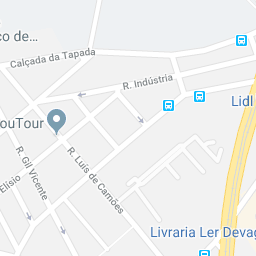 co de...
Calçada da Tapada
R. Indústria
Lidl
ouTour
R. Gil Vicente
Elísio
R. Luís de Camões
Livraria Ler Devag